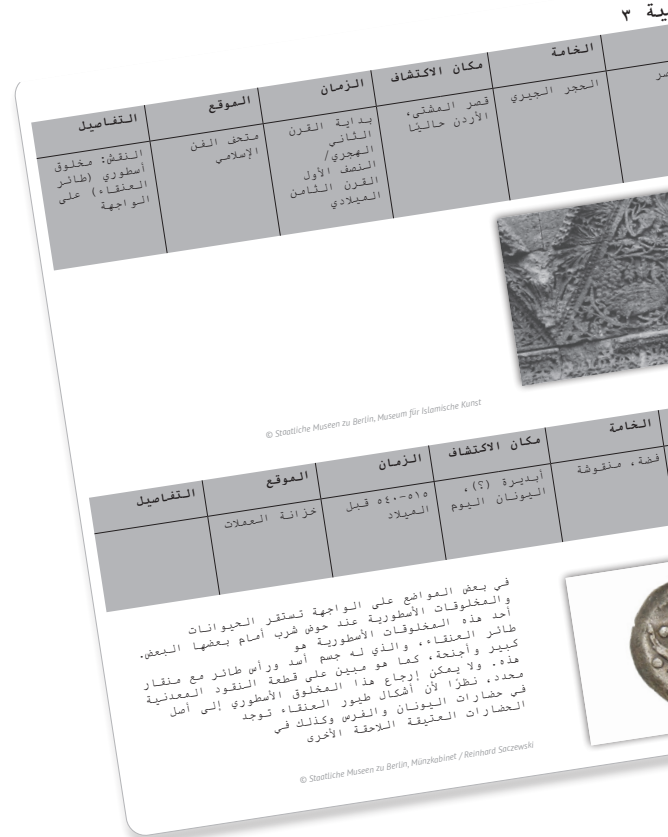 ية ٣
الخامة
مكان الاكتشاف
الزمان
الموقع
التفاصيل
الحجر الجيري
قصر المشتى،
الأردن حاليًا
بداية القرن
الثاني
الهجري/
النصف الأول
القرن الثامن
الميلادي
متحف الفن
الإسلامي
النقش: مخلوق
أسطوري (طائر
العنقاء) على
الواجهة
© Staatliche Museen zu Berlin, Museum für Islamische Kunst
الخامة
مكان الاكتشاف
الزمان
الموقع
التفاصيل
فضة، منقوشة
أبديرة (؟)،
اليونان اليوم
٥١٥-٥٤٠ قبل
الميلاد
خزانة العملات
في بعض المواضع على الواجهة تستقر الحيوانات
والمخلوقات الأسطورية عند حوض شرب أمام بعضها البعض.
أحد هذه المخلوقات الأسطورية هو
طائر العنقاء، والذي له جسم أسد ورأس طائر مع منقار
كبير وأجنحة، كما هو مبين على قطعة النقود المعدنية
هذه. ولا يمكن إرجاع هذا المخلوق الأسطوري إلى أصل
محدد، نظرًا لأن أشكال طيور العنقاء توجد
في حضارات اليونان والفرس وكذلك في
الحضارات العتيقة اللاحقة الأخرى
© Staatliche Museen zu Berlin, Münzkabinet / Reinhard Saczewski